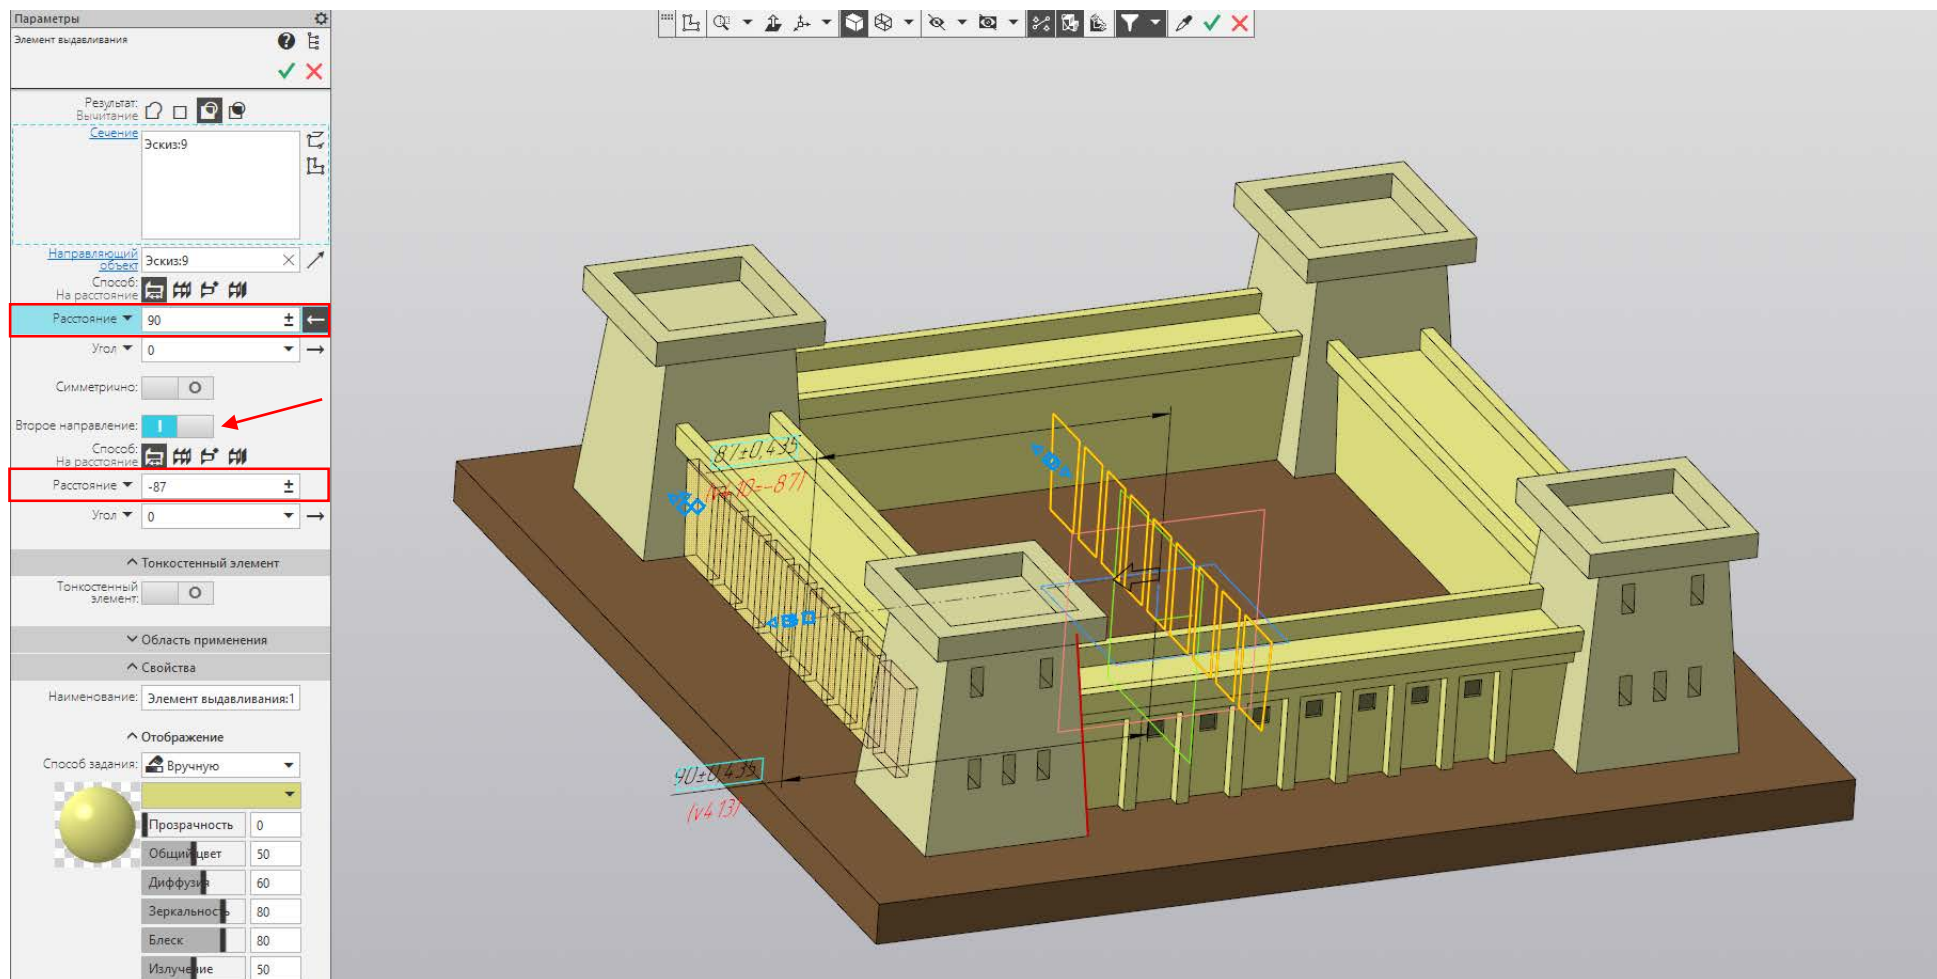 Параметры
Элемент выдавливания
Результат:
Вычитание
Сечение
Эскиз:9
Направляющий
объект
Эскиз:9
Способ:
На расстояние
Расстояние
90
Угол
0
Симметрично:
Второе направление:
Способ:
На расстояние
Расстояние
-87
Угол
0
Тонкостенный элемент
Тонкостенный
элемент:
Область применения
Свойства
Наименование:
Элемент выдавливания:1
Отображение
Способ задания:
Вручную
Прозрачность
0
Общий цвет
50
Диффузия
60
Зеркальность
80
Блеск
80
Излучение
50
87±0,435
(v410=-87)
90±0,435
(v413)